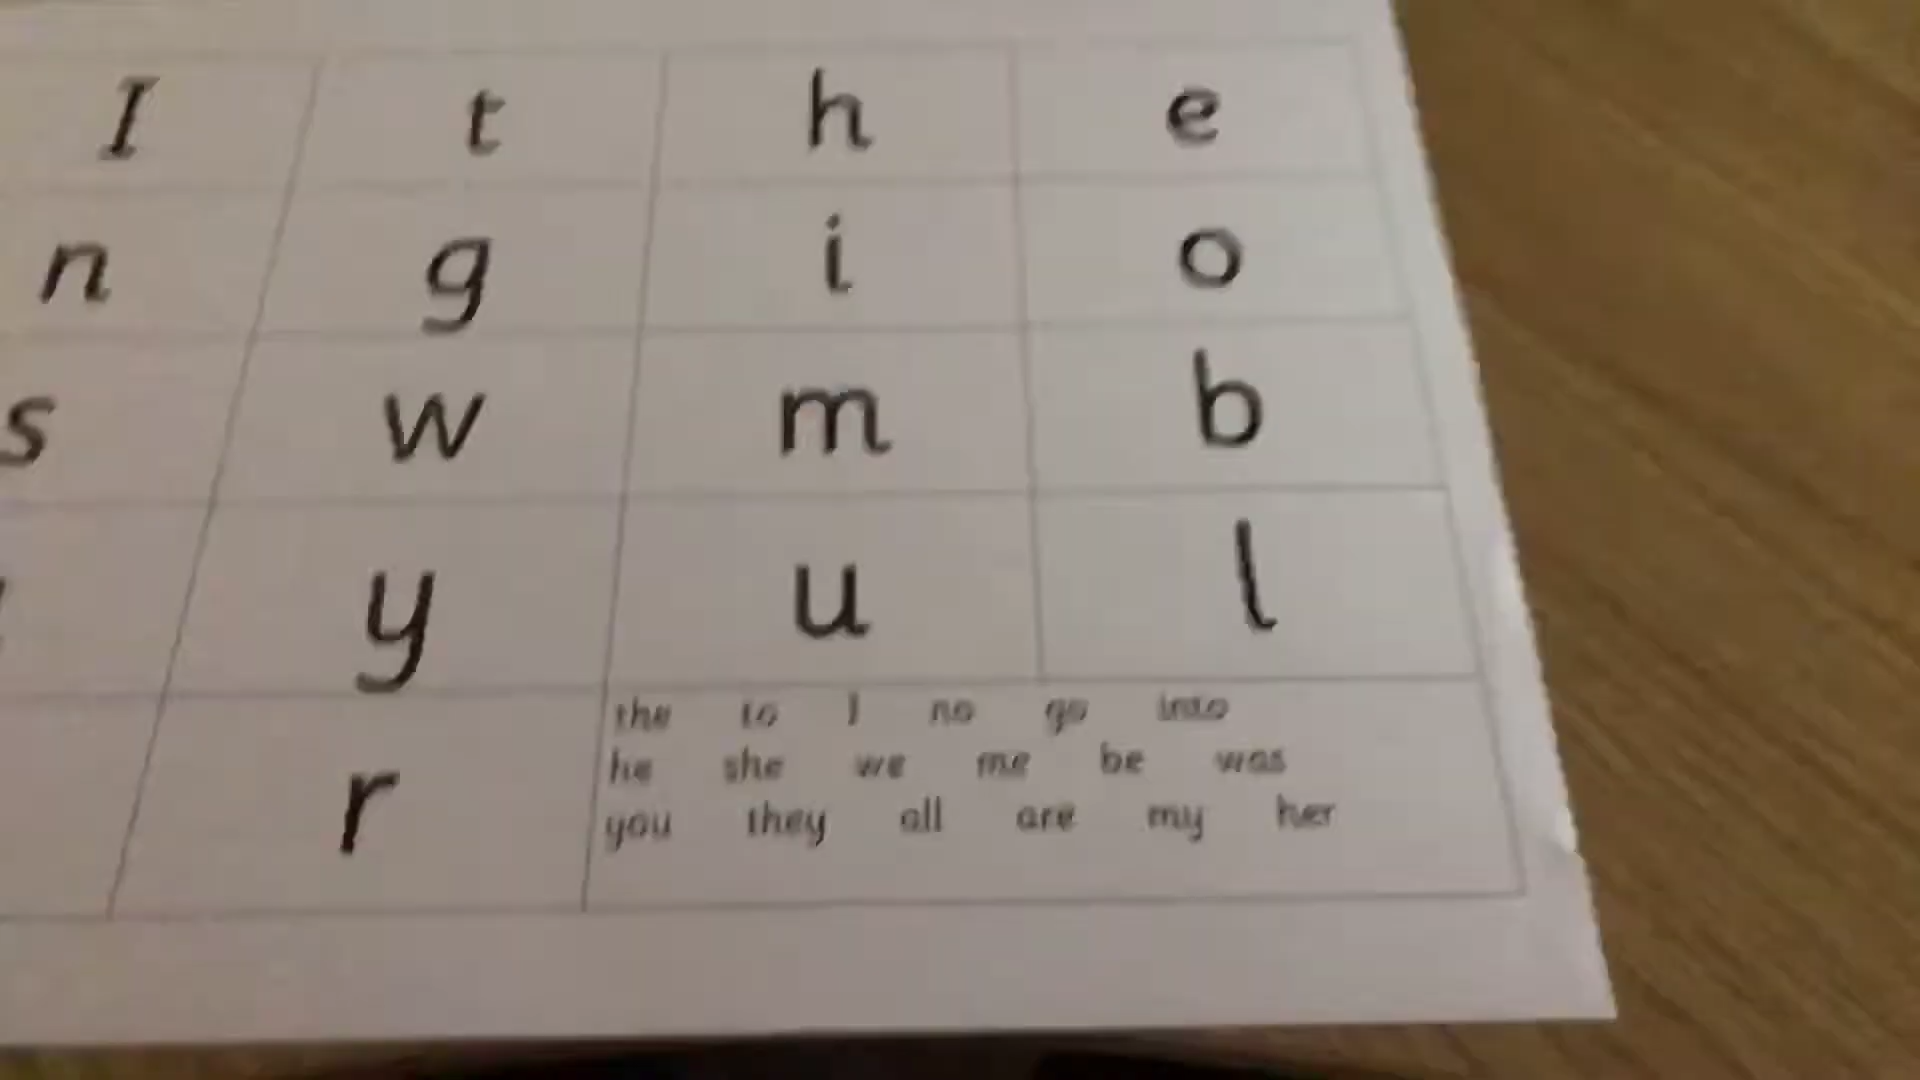 I t h e
n g i o
s w m b
y u l
r
the to I no go into
he she we me be was
you they all are my her